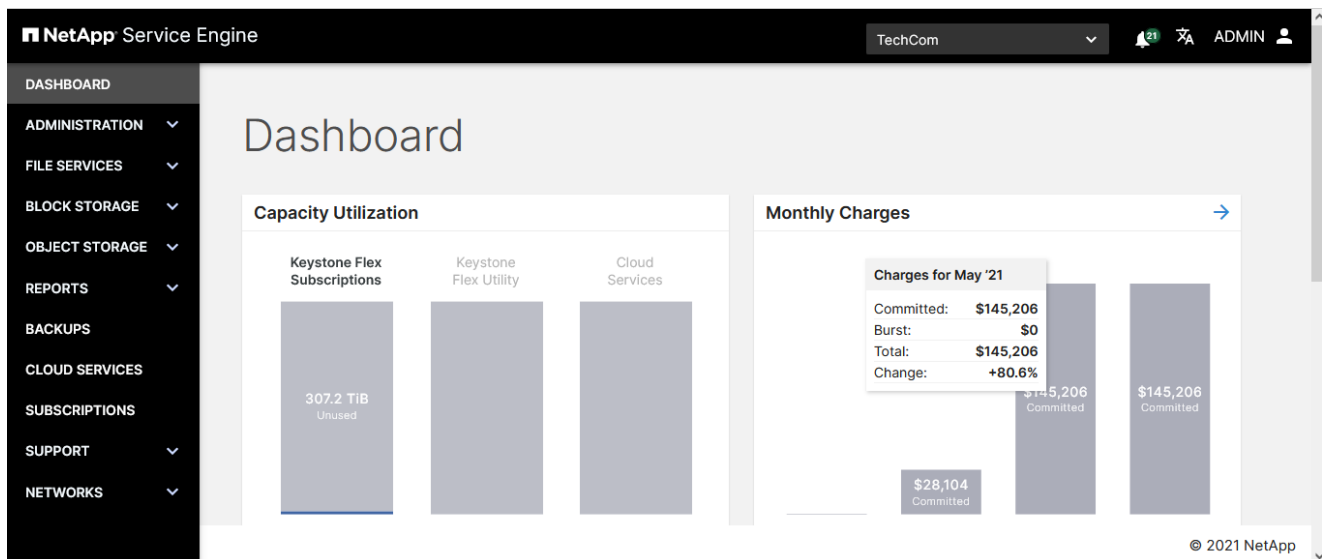 NetApp Service Engine
TechCom
21
ADMIN
DASHBOARD
ADMINISTRATION
FILE SERVICES
BLOCK STORAGE
OBJECT STORAGE
REPORTS
BACKUPS
CLOUD SERVICES
SUBSCRIPTIONS
SUPPORT
NETWORKS
Dashboard
Capacity Utilization
Keystone Flex
Subscriptions
Keystone
Flex Utility
Cloud
Services
307.2 TiB
Unused
Monthly Charges
Charges for May '21
Committed: $145,206
Burst: $0
Total: $145,206
Change: +80.6%
$28,104
Committed
$145,206
Committed
$145,206
Committed
© 2021 NetApp